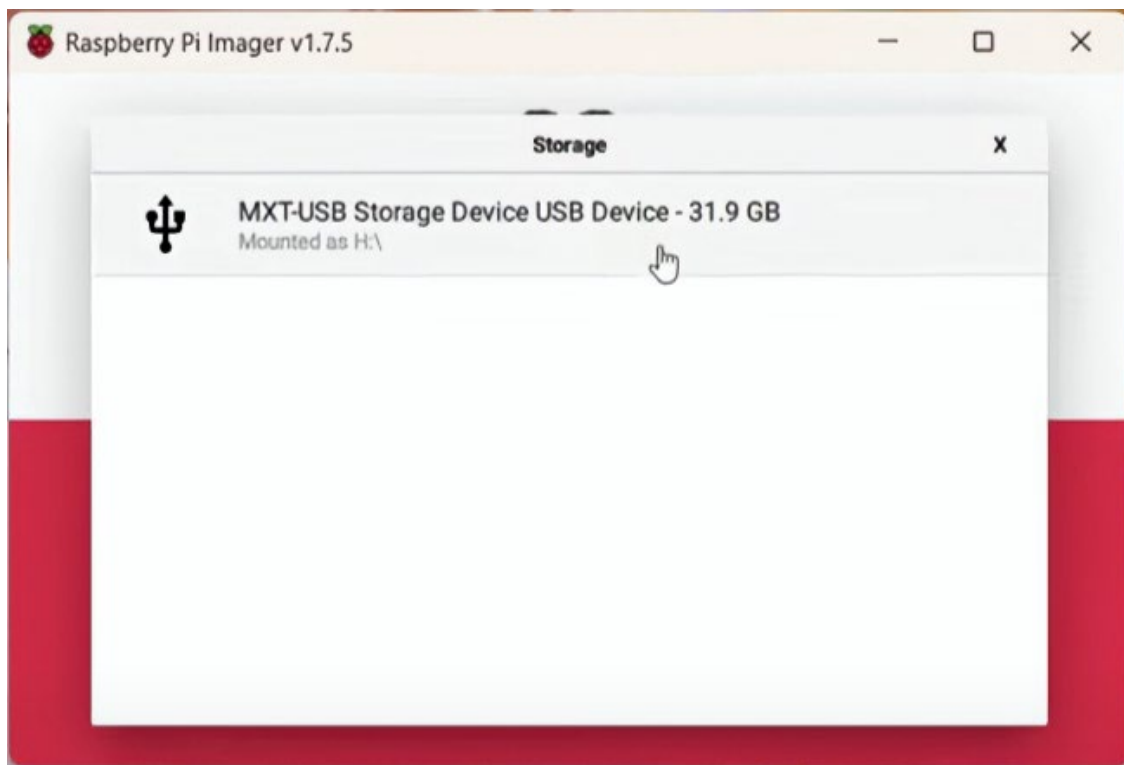 Raspberry Pi Imager v1.7.5
Storage
X
MXT-USB Storage Device USB Device - 31.9 GB
Mounted as H:\